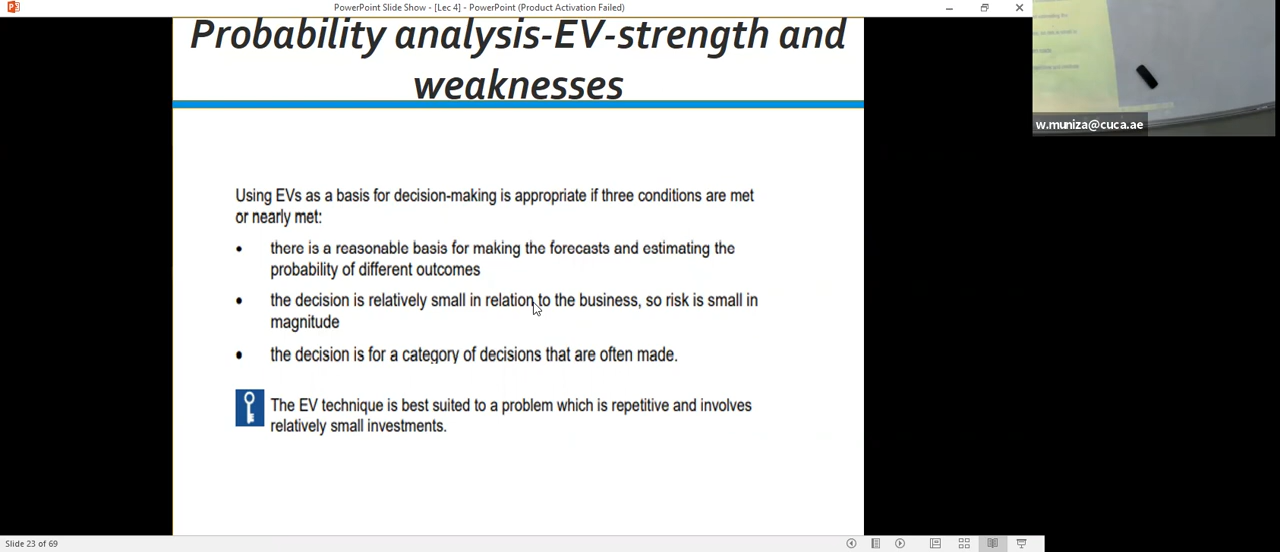 PowerPoint Slide Show - [Lec 4] - PowerPoint (Product Activation Failed)
Probability analysis-EV-strength and
weaknesses
w.muniza@cuca.ae
Using EVs as a basis for decision-making is appropriate if three conditions are met
or nearly met:
• there is a reasonable basis for making the forecasts and estimating the
probability of different outcomes
• the decision is relatively small in relation to the business, so risk is small in
magnitude
• the decision is for a category of decisions that are often made.
The EV technique is best suited to a problem which is repetitive and involves
relatively small investments.
Slide 23 of 69